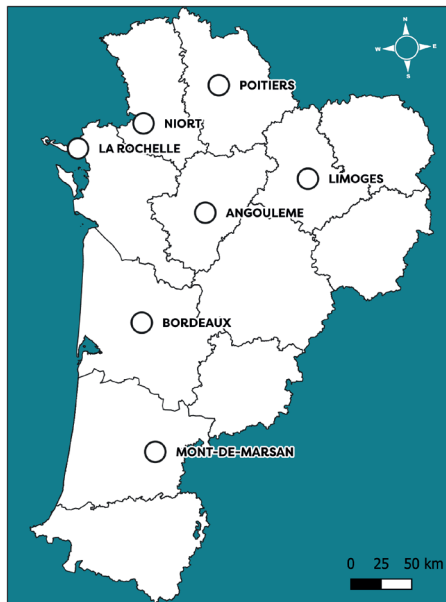 N
W E
S
POITIERS
NIORT
LA ROCHELLE
LIMOGES
ANGOULEME
BORDEAUX
MONT-DE-MARSAN
0 25 50 km